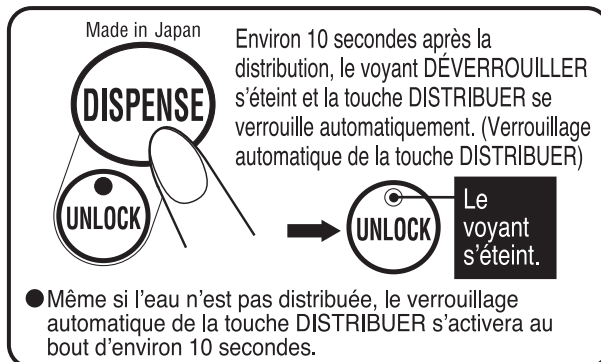 Made in Japan
DISPENSE
UNLOCK
Environ 10 secondes après la
distribution, le voyant DÉVERROUILLER
s’éteint et la touche DISTRIBUER se
verrouille automatiquement. (Verrouillage
automatique de la touche DISTRIBUER)
UNLOCK
Le
voyant
s’éteint.
●Même si l’eau n’est pas distribuée, le verrouillage
automatique de la touche DISTRIBUER s’activera au
bout d’environ 10 secondes.